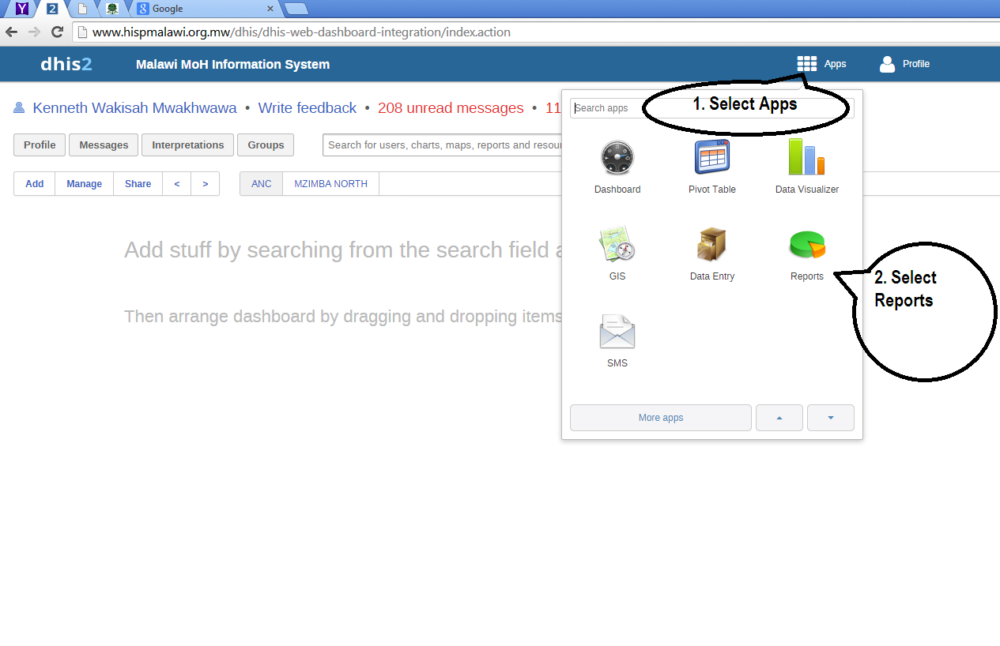 Y
2
8 Google
www.hispmalawi.org.mw/dhis/dhis-web-dashboard-integration/index.action
dhis2 Malawi MoH Information System Apps Profile
Kenneth Wakisah Mwakhwawa • Write feedback • 208 unread messages • 11
Search apps
1. Select Apps
Profile Messages Interpretations Groups
Search for users, charts, maps, reports and resour
Add Manage Share < > ANC MZIMBA NORTH
Dashboard Pivot Table Data Visualizer
Add stuff by searching from the search field a
GIS Data Entry Reports
2. Select
Reports
Then arrange dashboard by dragging and dropping items
SMS
More apps